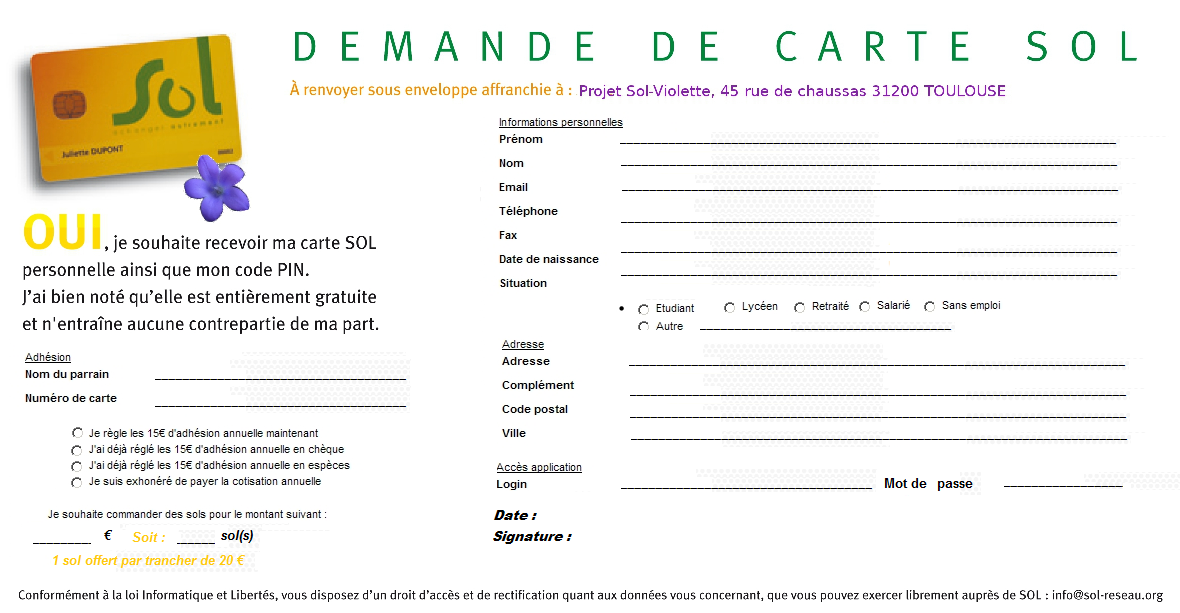 DEMANDE DE CARTE SOL
À renvoyer sous enveloppe affranchie à : Projet Sol-Violette, 45 rue de chaussas 31200 TOULOUSE
Sol
échanger autrement
Juliette DUPONT
OUI, je souhaite recevoir ma carte SOL
personnelle ainsi que mon code PIN.
J'ai bien noté qu'elle est entièrement gratuite
et n'entraîne aucune contrepartie de ma part.
Adhésion
Nom du parrain
Numéro de carte
Je règle les 15€ d'adhésion annuelle maintenant
J'ai déjà réglé les 15€ d'adhésion annuelle en chèque
J'ai déjà réglé les 15€ d'adhésion annuelle en espèces
Je suis exhonéré de payer la cotisation annuelle
Je souhaite commander des sols pour le montant suivant :
€ Soit : sol(s)
1 sol offert par trancher de 20 €
Informations personnelles
Prénom
Nom
Email
Téléphone
Fax
Date de naissance
Situation
Etudiant Lycéen Retraité Salarié Sans emploi
Autre
Adresse
Adresse
Complément
Code postal
Ville
Accès application
Login Mot de passe
Date :
Signature :
Conformément à la loi Informatique et Libertés, vous disposez d'un droit d'accès et de rectification quant aux données vous concernant, que vous pouvez exercer librement auprès de SOL : info@sol-reseau.org